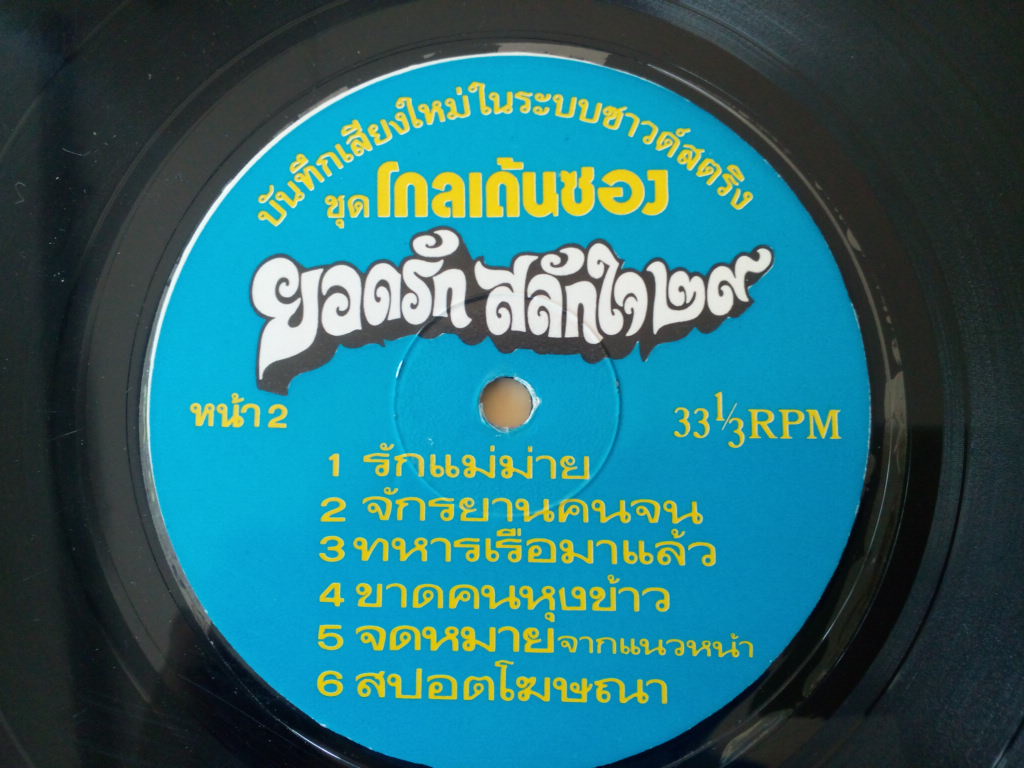 บันทึกเสียงใหม่ในระบบซาวด์สตริง
ชุด โกลเด้นซอง
ยอดรัก สลักใจ ๒๙
หน้า 2
33 1/3 RPM
1 รักแม่ม่าย
2 จักรยานคนจน
3 ทหารเรือมาแล้ว
4 ขาดคนหุงข้าว
5 จดหมายจากแนวหน้า
6 สปอตโฆษณา